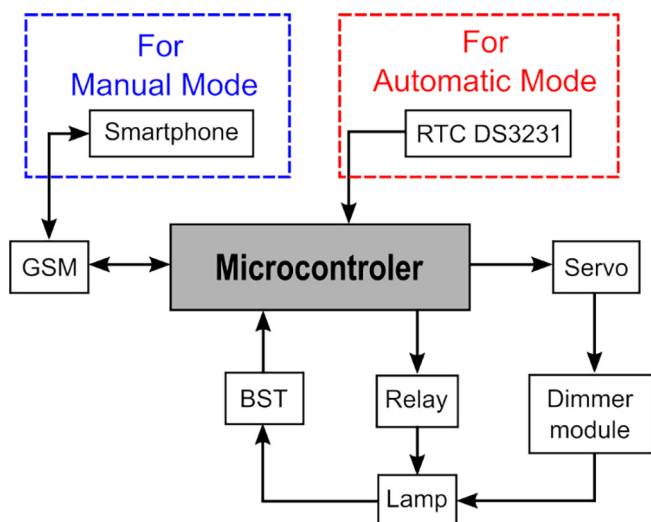 For
Manual Mode
Smartphone
For
Automatic Mode
RTC DS3231
GSM
Microcontroler
Servo
BST
Relay
Dimmer
module
Lamp